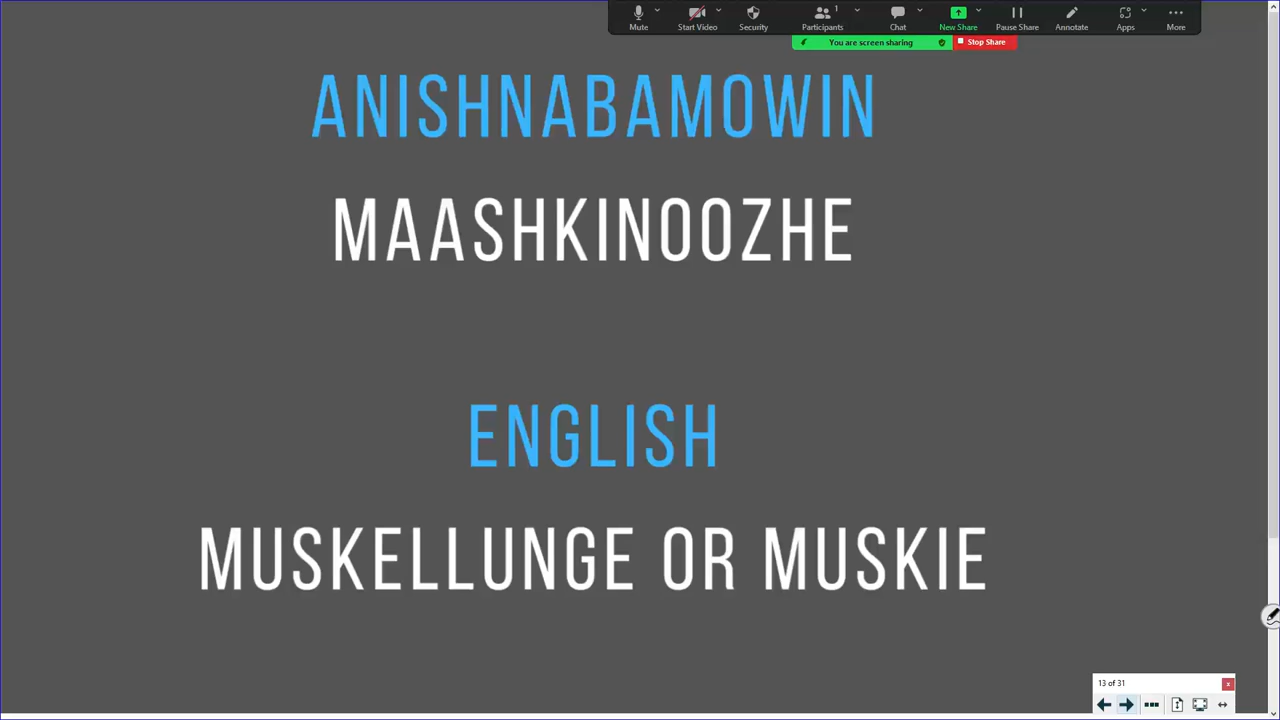 Mute Start Video Security Participants 1 Chat New Share Pause Share Annotate Apps More
You are screen sharing Stop Share
ANISHNABAMOWIN
MAASHKINOOZHE
ENGLISH
MUSKELLUNGE OR MUSKIE
13 of 31